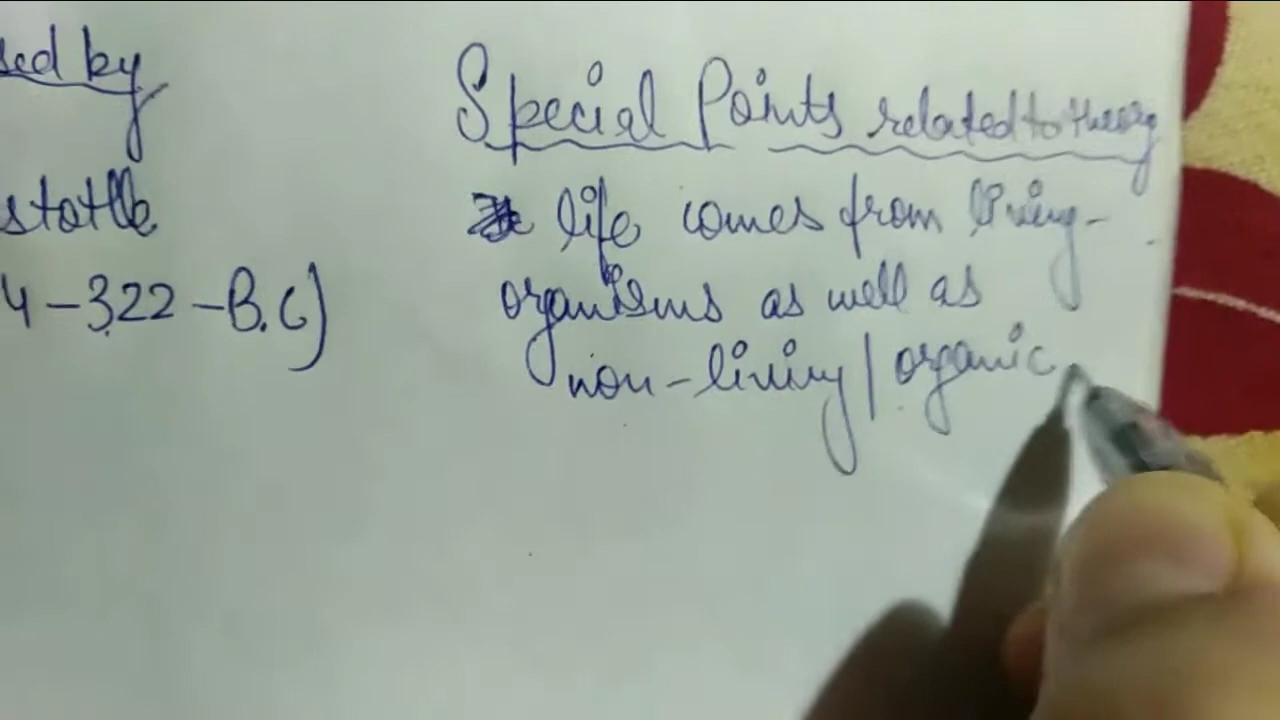 sed by
statle
4-322-B.C)
Special Points related to theory
life comes from living-
organisms as well as
non-living/organic